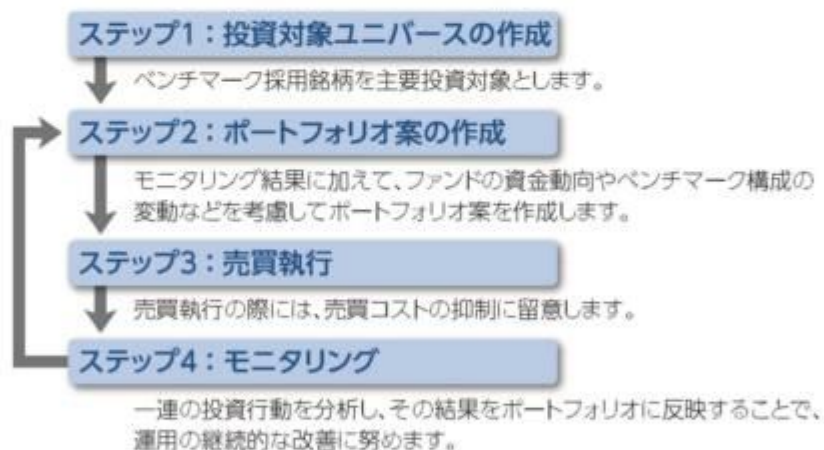 ステップ1：投資対象ユニバースの作成
ベンチマーク採用銘柄を主要投資対象とします。
ステップ2：ポートフォリオ案の作成
モニタリング結果に加えて、ファンドの資金動向やベンチマーク構成の
変動などを考慮してポートフォリオ案を作成します。
ステップ3：売買執行
売買執行の際には、売買コストの抑制に留意します。
ステップ4：モニタリング
一連の投資行動を分析し、その結果をポートフォリオに反映することで、
運用の継続的な改善に努めます。